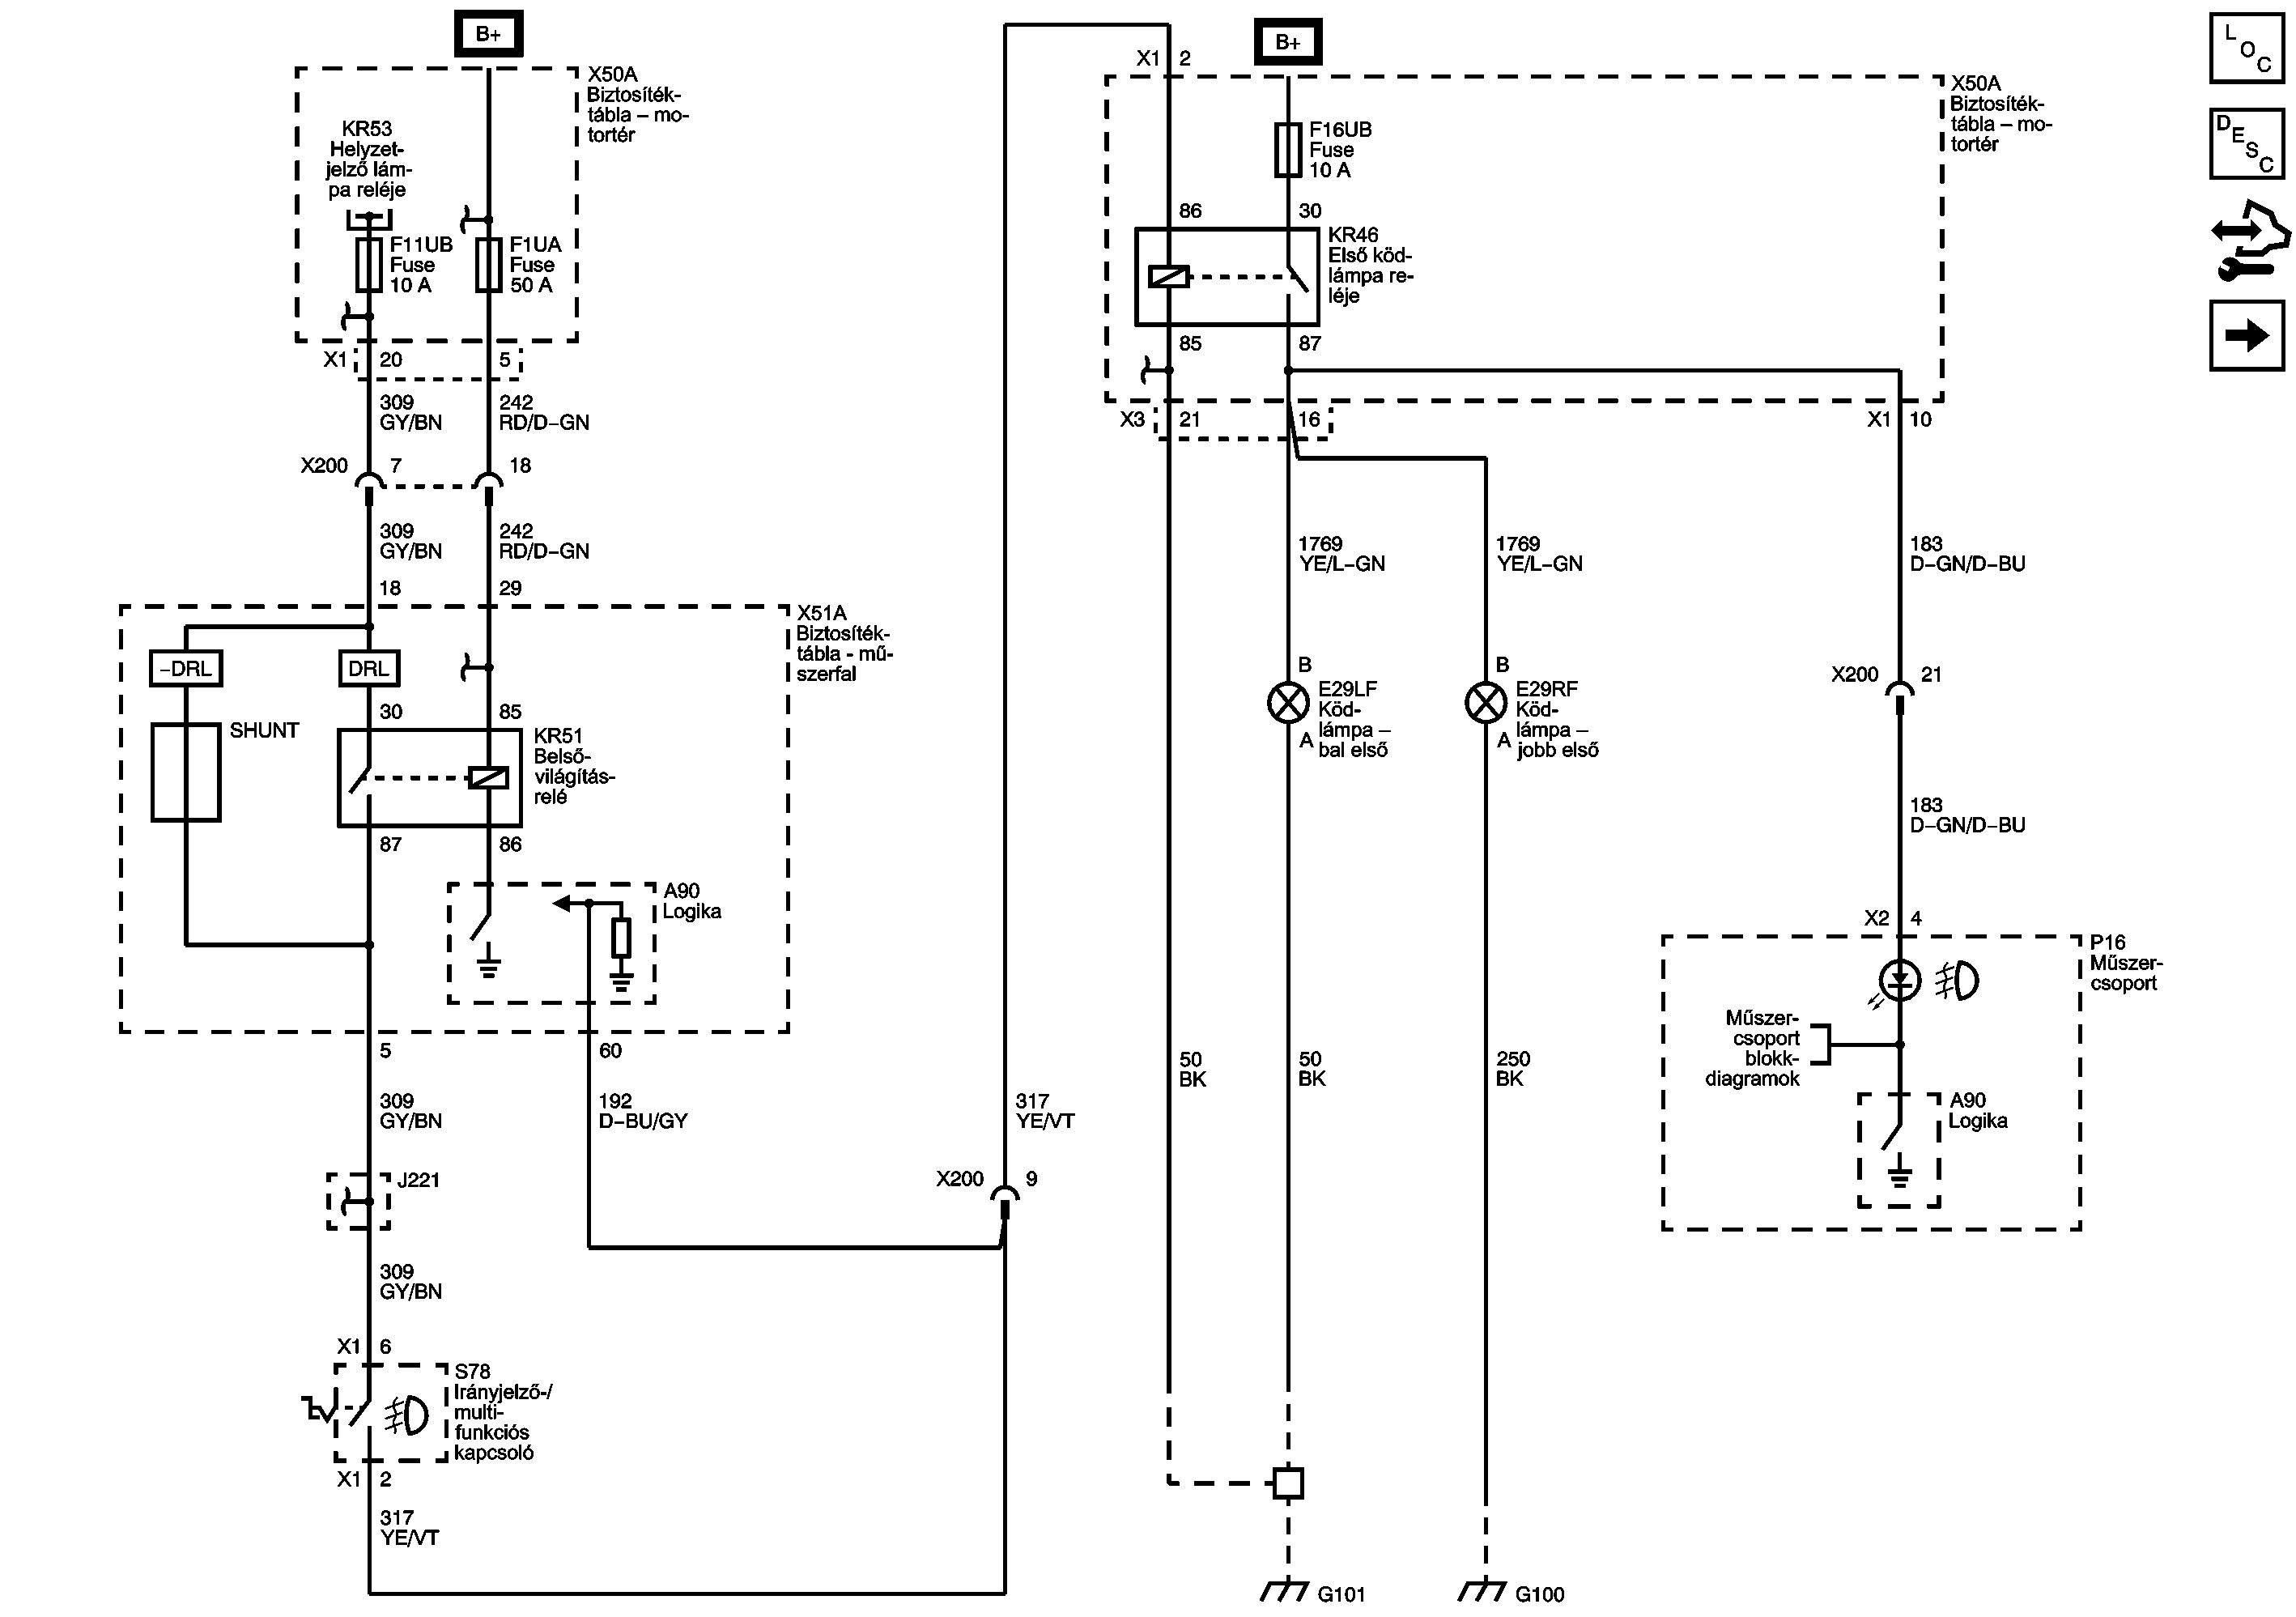 B+
X50A
Biztosíték-
tábla – mo-
tortér
KR53
Helyzet-
jelző lám-
pa reléje
F11UB
Fuse
10 A
F1UA
Fuse
50 A
X1
20
5
309
GY/BN
242
RD/D–GN
X200
7
18
309
GY/BN
242
RD/D–GN
18
29
X51A
Biztosíték-
tábla - mű-
szerfal
–DRL
DRL
SHUNT
30
85
KR51
Belső-
világítás-
relé
87
86
A90
Logika
5
60
309
GY/BN
192
D–BU/GY
J221
309
GY/BN
X1
6
S78
Irányjelző-/
multi-
funkciós
kapcsoló
X1
2
317
YE/VT
317
YE/VT
X200
9
X1
2
B+
X50A
Biztosíték-
tábla – mo-
tortér
F16UB
Fuse
10 A
86
30
KR46
Első köd-
lámpa re-
léje
85
87
X3
21
16
X1
10
1769
YE/L–GN
1769
YE/L–GN
183
D–GN/D–BU
B
E29LF
Köd-
lámpa –
bal első
A
B
E29RF
Köd-
lámpa –
jobb első
A
X200
21
183
D–GN/D–BU
X2
4
P16
Műszer-
csoport
Műszer-
csoport
blokk-
diagramok
A90
Logika
50
BK
50
BK
250
BK
G101
G100
LOC
DESC